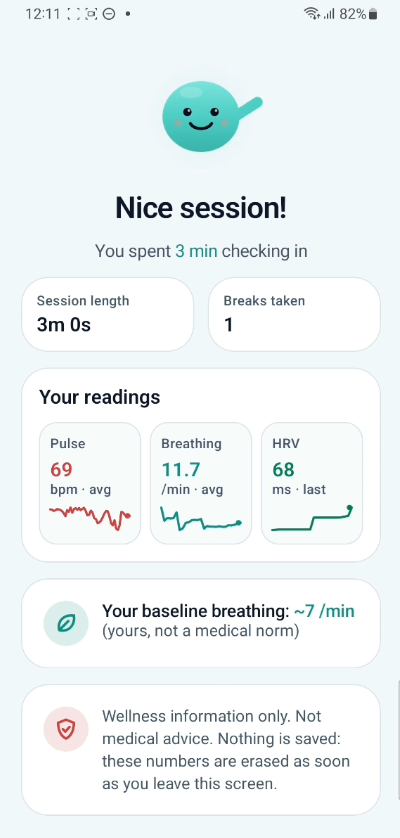 12:11 82%
Nice session!
You spent 3 min checking in
Session length
3m 0s
Breaks taken
1
Your readings
Pulse
69
bpm · avg
Breathing
11.7
/min · avg
HRV
68
ms · last
Your baseline breathing: ~7 /min
(yours, not a medical norm)
Wellness information only. Not
medical advice. Nothing is saved:
these numbers are erased as soon
as you leave this screen.